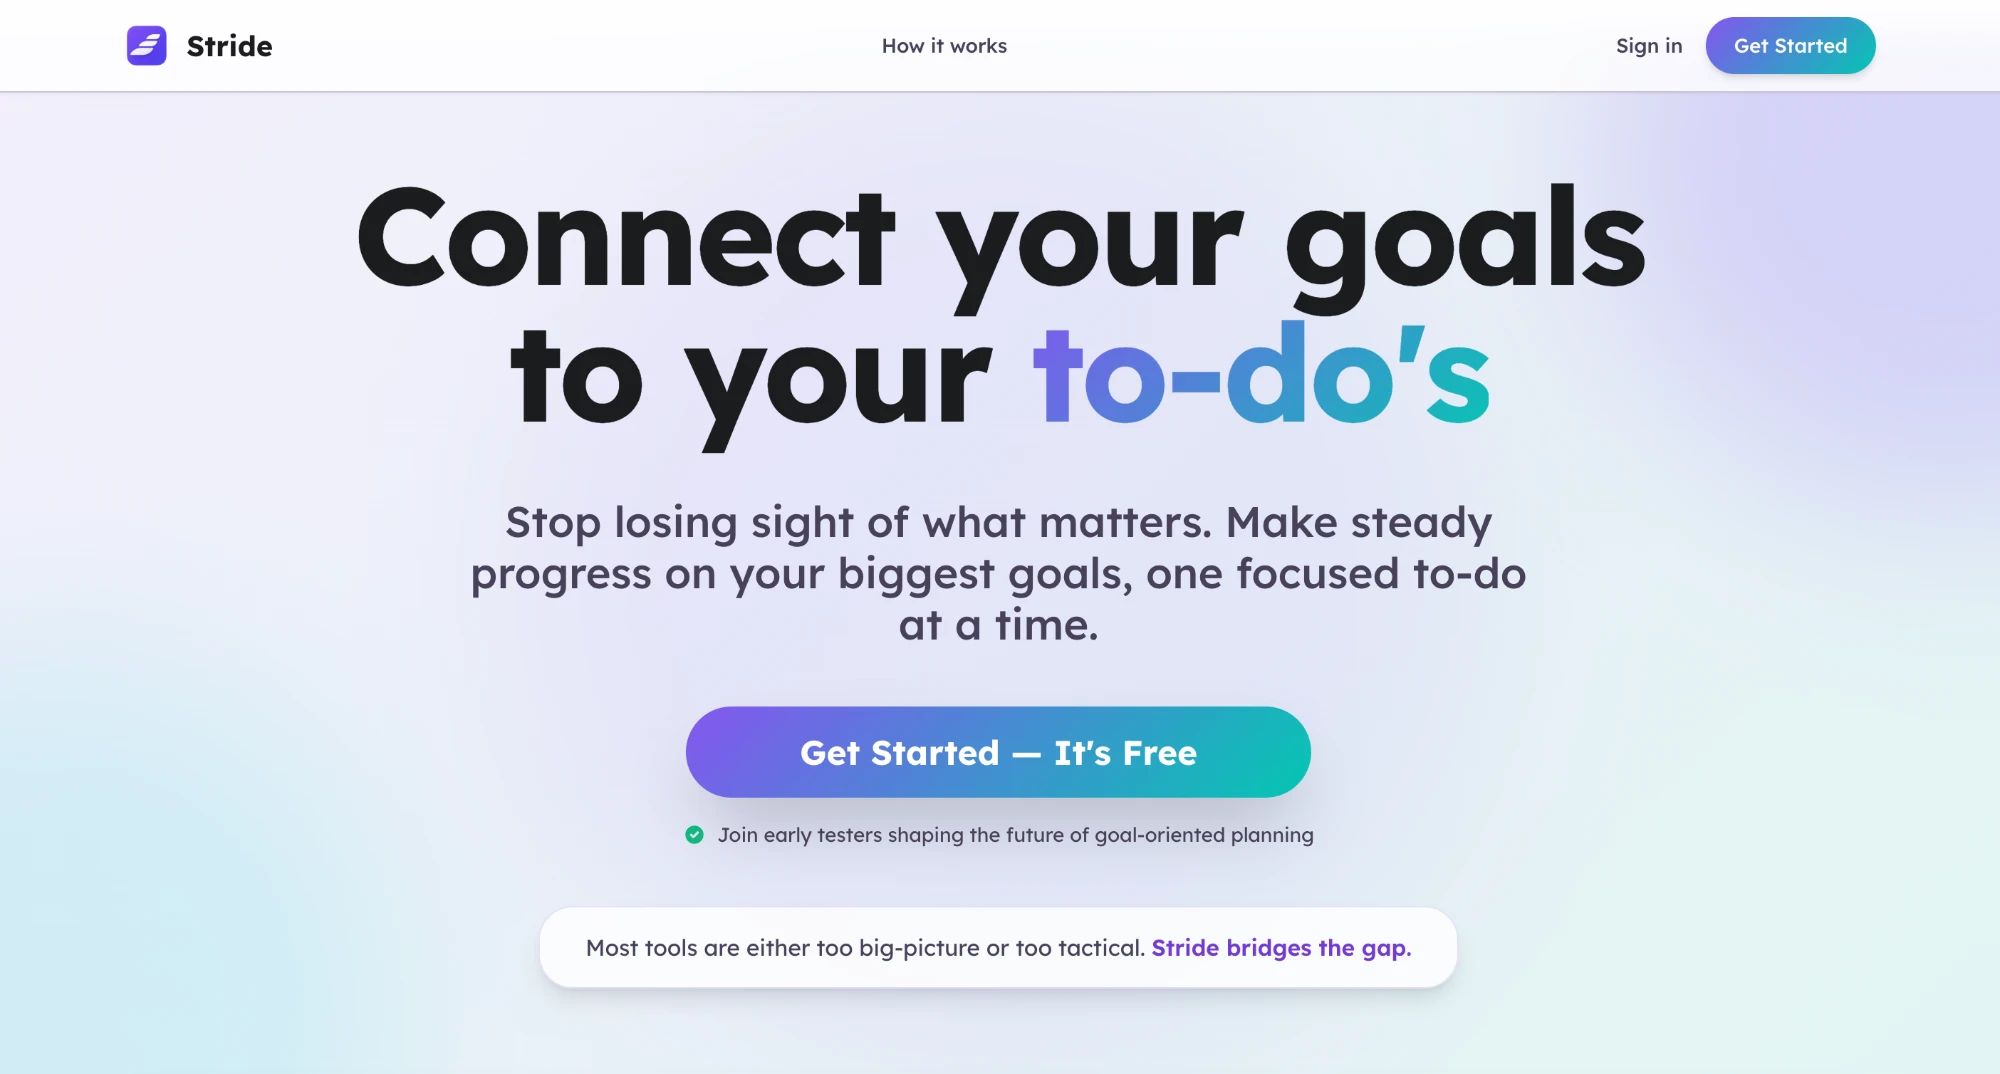 Stride
How it works
Sign in
Get Started
Connect your goals
to your to-do's
Stop losing sight of what matters. Make steady
progress on your biggest goals, one focused to-do
at a time.
Get Started — It's Free
Join early testers shaping the future of goal-oriented planning
Most tools are either too big-picture or too tactical. Stride bridges the gap.